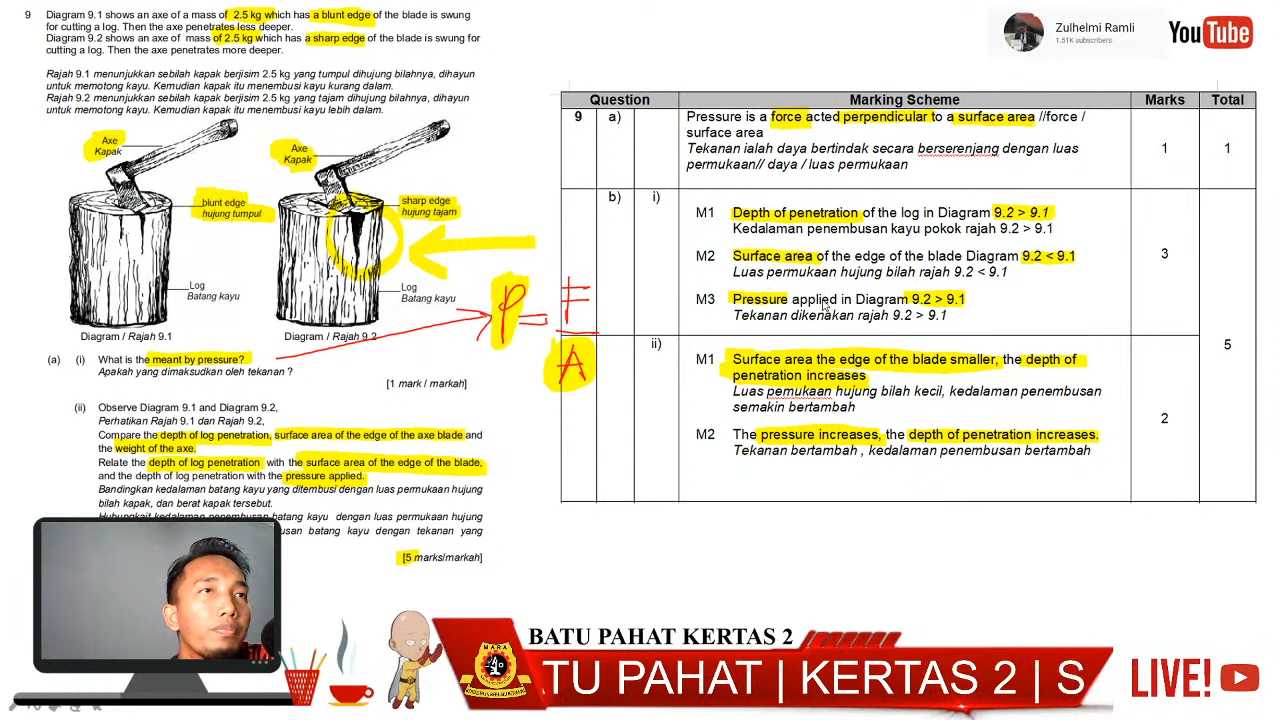 9 Diagram 9.1 shows an axe of a mass of 2.5 kg which has a blunt edge of the blade is swung
for cutting a log. Then the axe penetrates less deeper.
Diagram 9.2 shows an axe of mass of 2.5 kg which has a sharp edge of the blade is swung for
cutting a log. Then the axe penetrates more deeper.
Rajah 9.1 menunjukkan sebilah kapak berjisim 2.5 kg yang tumpul dihujung bilahnya, dihayun
untuk memotong kayu. Kemudian kapak itu menembusi kayu kurang dalam.
Rajah 9.2 menunjukkan sebilah kapak berjisim 2.5 kg yang tajam dihujung bilahnya, dihayun
untuk memotong kayu. Kemudian kapak itu menembusi kayu lebih dalam.
Axe
Kapak
blunt edge
hujung tumpul
Log
Batang kayu
Diagram / Rajah 9.1
Axe
Kapak
sharp edge
hujung tajam
Log
Batang kayu
Diagram / Rajah 9.2
P = F
A
(a) (i) What is the meant by pressure?
Apakah yang dimaksudkan oleh tekanan ?
[1 mark / markah]
(ii) Observe Diagram 9.1 and Diagram 9.2,
Perhatikan Rajah 9.1 dan Rajah 9.2,
Compare the depth of log penetration, surface area of the edge of the axe blade and
the weight of the axe.
Relate the depth of log penetration with the surface area of the edge of the blade,
and the depth of log penetration with the pressure applied.
Bandingkan kedalaman batang kayu yang ditembusi dengan luas permukaan hujung
bilah kapak, dan berat kapak tersebut.
Hubungkait kedalaman penembusan batang kayu dengan luas permukaan hujung
batang kayu dengan tekanan yang
[5 marks/markah]
Zulhelmi Ramli
1.51K subscribers
YouTube
Question Marking Scheme Marks Total
9 a) Pressure is a force acted perpendicular to a surface area //force /
surface area
Tekanan ialah daya bertindak secara berserenjang dengan luas
permukaan// daya / luas permukaan
1 1
b) i) M1 Depth of penetration of the log in Diagram 9.2 > 9.1
Kedalaman penembusan kayu pokok rajah 9.2 > 9.1
M2 Surface area of the edge of the blade Diagram 9.2 < 9.1
Luas permukaan hujung bilah rajah 9.2 < 9.1
M3 Pressure applied in Diagram 9.2 > 9.1
Tekanan dikenakan rajah 9.2 > 9.1
3
ii) M1 Surface area the edge of the blade smaller, the depth of
penetration increases
Luas pemukaan hujung bilah kecil, kedalaman penembusan
semakin bertambah
M2 The pressure increases, the depth of penetration increases.
Tekanan bertambah , kedalaman penembusan bertambah
2
5
BATU PAHAT KERTAS 2
MARA
TU PAHAT | KERTAS 2 | S
LIVE!